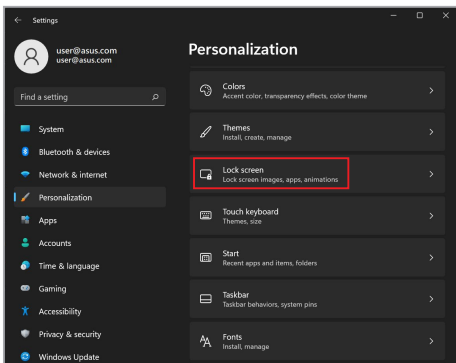 Settings
user@asus.com
user@asus.com
Find a setting
System
Bluetooth & devices
Network & internet
Personalization
Apps
Accounts
Time & language
Gaming
Accessibility
Privacy & security
Windows Update
Personalization
Colors
Accent color, transparency effects, color theme
Themes
Install, create, manage
Lock screen
Lock screen images, apps, animations
Touch keyboard
Themes, size
Start
Recent apps and items, folders
Taskbar
Taskbar behaviors, system pins
Fonts
Install, manage